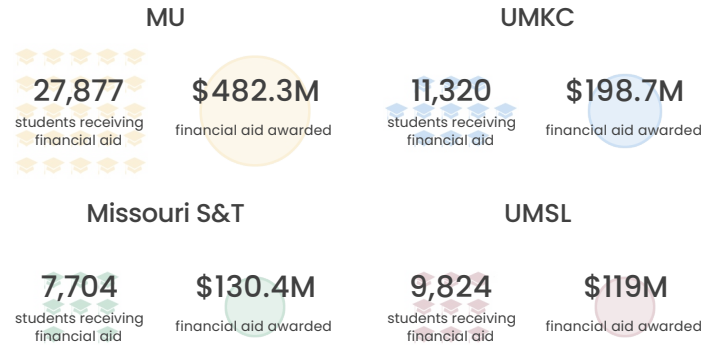 MU
27,877
students receiving
financial aid
$482.3M
financial aid awarded
UMKC
11,320
students receiving
financial aid
$198.7M
financial aid awarded
Missouri S&T
7,704
students receiving
financial aid
$130.4M
financial aid awarded
UMSL
9,824
students receiving
financial aid
$119M
financial aid awarded